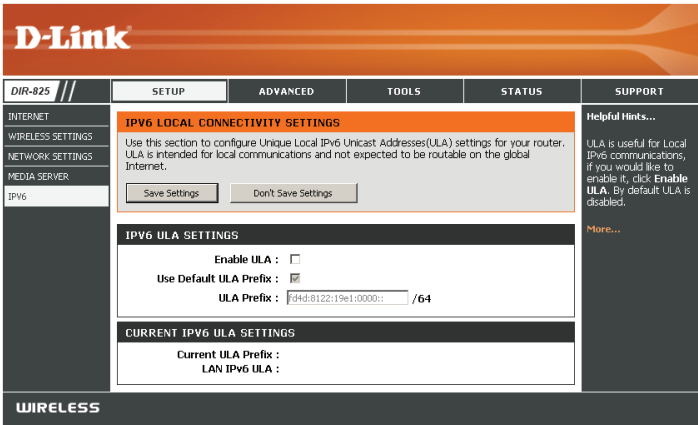 D-Link
DIR-825 //
SETUP
ADVANCED
TOOLS
STATUS
SUPPORT
INTERNET
WIRELESS SETTINGS
NETWORK SETTINGS
MEDIA SERVER
IPV6
IPV6 LOCAL CONNECTIVITY SETTINGS
Use this section to configure Unique Local IPv6 Unicast Addresses(ULA) settings for your router.
ULA is intended for local communications and not expected to be routable on the global
Internet.
Save Settings
Don't Save Settings
IPV6 ULA SETTINGS
Enable ULA :
Use Default ULA Prefix :
ULA Prefix : fd4d:8122:19e1:0000:: /64
CURRENT IPV6 ULA SETTINGS
Current ULA Prefix :
LAN IPv6 ULA :
Helpful Hints...
ULA is useful for Local
IPv6 communications,
if you would like to
enable it, click Enable
ULA. By default ULA is
disabled.
More...
WIRELESS